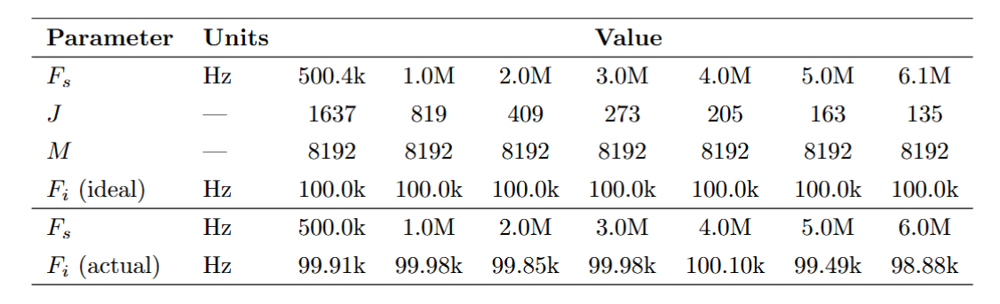 Parameter Units Value
F_s Hz 500.4k 1.0M 2.0M 3.0M 4.0M 5.0M 6.1M
J — 1637 819 409 273 205 163 135
M — 8192 8192 8192 8192 8192 8192 8192
F_i (ideal) Hz 100.0k 100.0k 100.0k 100.0k 100.0k 100.0k 100.0k
F_s Hz 500.0k 1.0M 2.0M 3.0M 4.0M 5.0M 6.0M
F_i (actual) Hz 99.91k 99.98k 99.85k 99.98k 100.10k 99.49k 98.88k